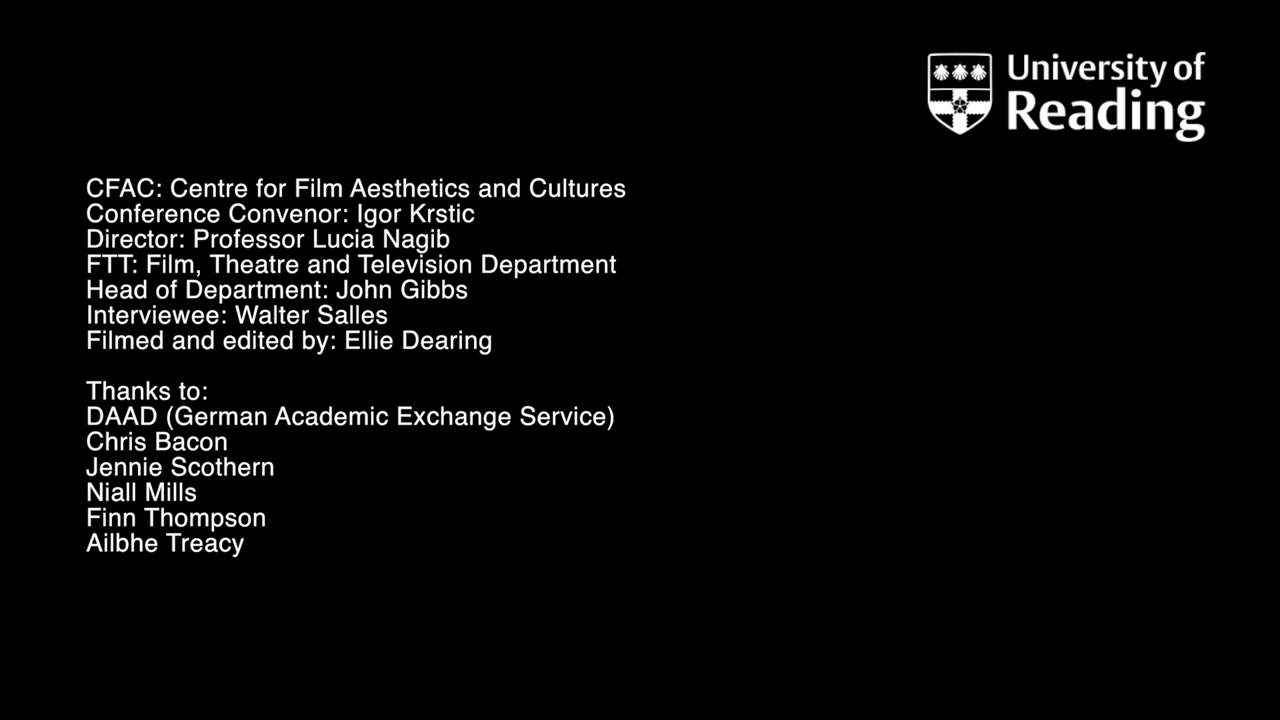 University of
Reading
CFAC: Centre for Film Aesthetics and Cultures
Conference Convenor: Igor Krstic
Director: Professor Lucia Nagib
FTT: Film, Theatre and Television Department
Head of Department: John Gibbs
Interviewee: Walter Salles
Filmed and edited by: Ellie Dearing
Thanks to:
DAAD (German Academic Exchange Service)
Chris Bacon
Jennie Scothern
Niall Mills
Finn Thompson
Ailbhe Treacy